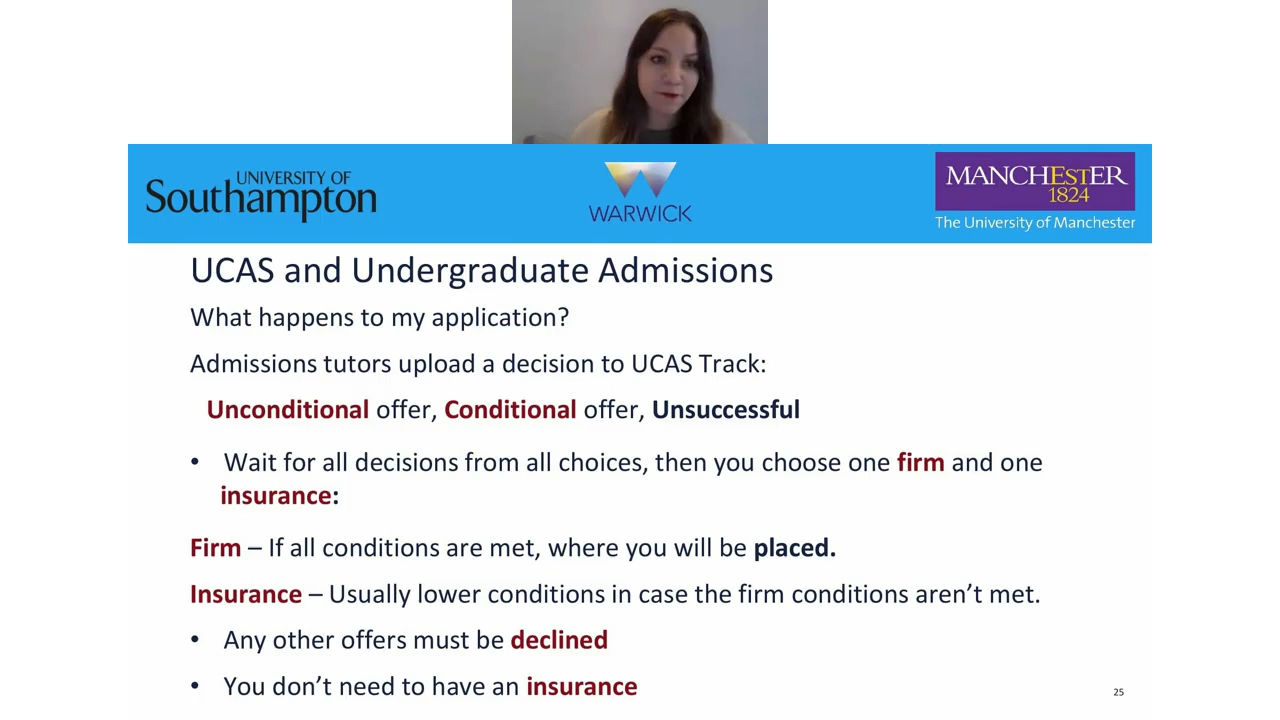 UNIVERSITY OF
Southampton
WARWICK
MANCHESTER
1824
The University of Manchester
UCAS and Undergraduate Admissions
What happens to my application?
Admissions tutors upload a decision to UCAS Track:
Unconditional offer, Conditional offer, Unsuccessful
• Wait for all decisions from all choices, then you choose one firm and one
insurance:
Firm – If all conditions are met, where you will be placed.
Insurance – Usually lower conditions in case the firm conditions aren’t met.
• Any other offers must be declined
• You don’t need to have an insurance
25